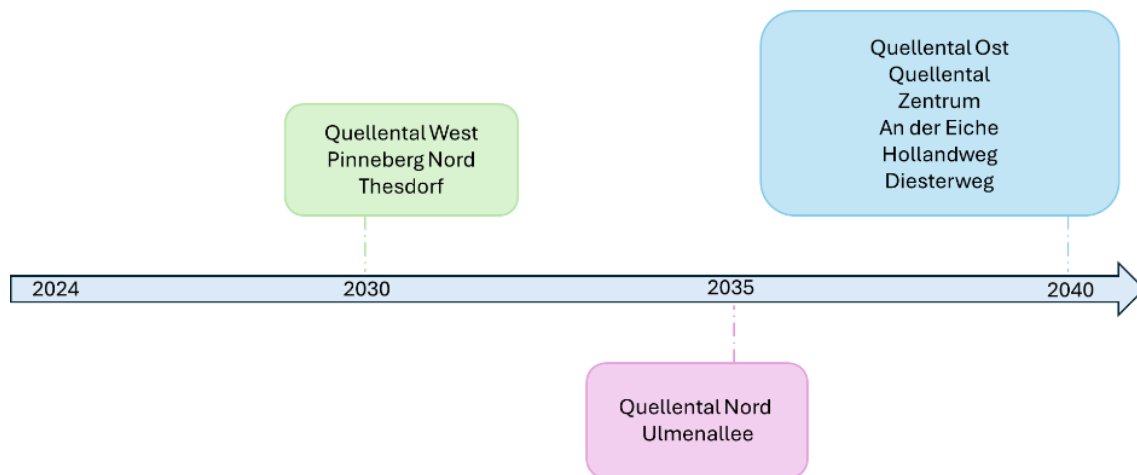 Quellental Ost
Quellental
Zentrum
An der Eiche
Hollandweg
Diesterweg
Quellental West
Pinneberg Nord
Thesdorf
2024
2030
2035
2040
Quellental Nord
Ulmenallee